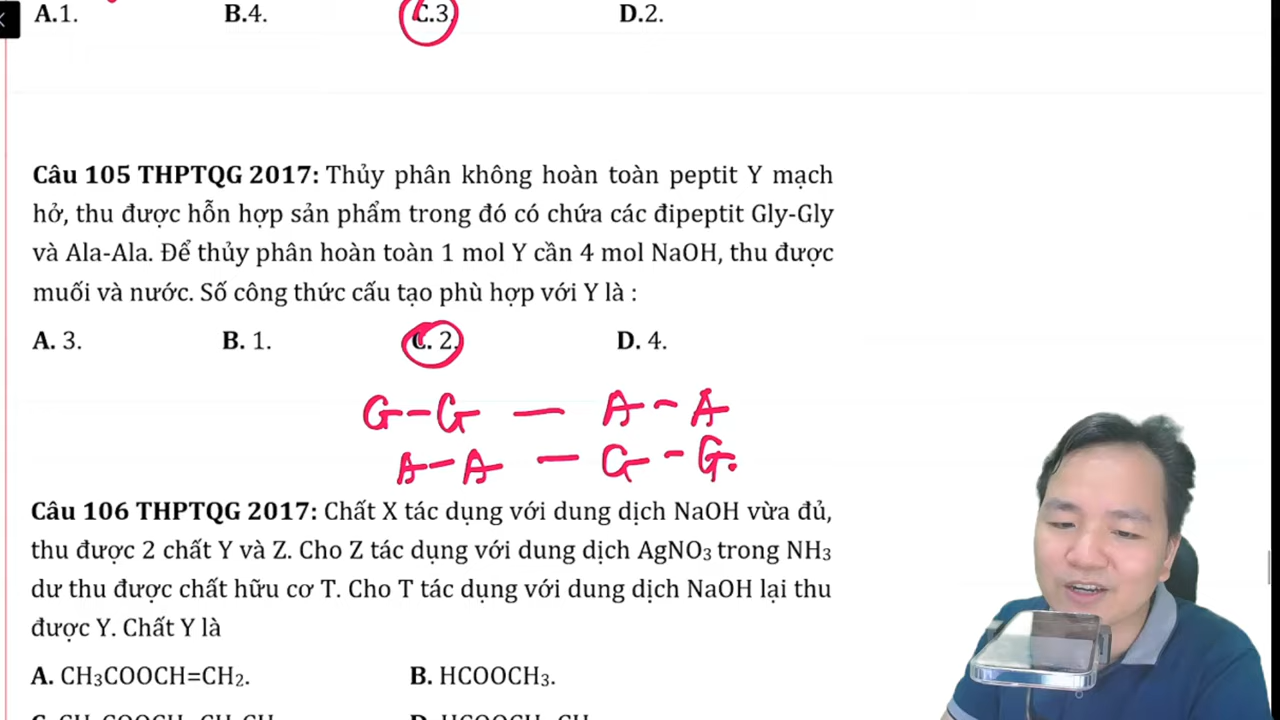 A.1. B.4. C.3. D.2.
Câu 105 THPTQG 2017: Thủy phân không hoàn toàn peptit Y mạch
hở, thu được hỗn hợp sản phẩm trong đó có chứa các đipeptit Gly-Gly
và Ala-Ala. Để thủy phân hoàn toàn 1 mol Y cần 4 mol NaOH, thu được
muối và nước. Số công thức cấu tạo phù hợp với Y là :
A. 3. B. 1. C. 2. D. 4.
G-G — A-A
A-A — G-G.
Câu 106 THPTQG 2017: Chất X tác dụng với dung dịch NaOH vừa đủ,
thu được 2 chất Y và Z. Cho Z tác dụng với dung dịch AgNO₃ trong NH₃
dư thu được chất hữu cơ T. Cho T tác dụng với dung dịch NaOH lại thu
được Y. Chất Y là
A. CH₃COOCH=CH₂. B. HCOOCH₃.